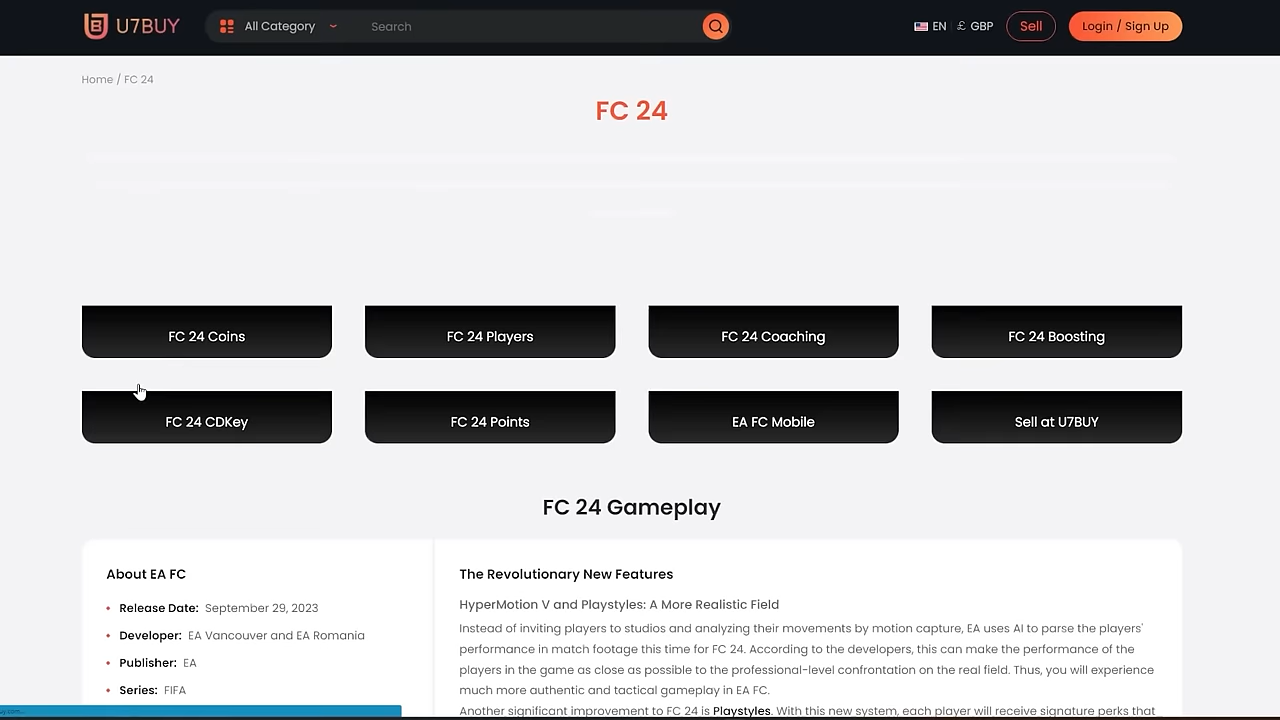 U7BUY
All Category
Search
EN
£ GBP
Sell
Login / Sign Up
Home / FC 24
FC 24
FC 24 Coins
FC 24 Players
FC 24 Coaching
FC 24 Boosting
FC 24 CDKey
FC 24 Points
EA FC Mobile
Sell at U7BUY
FC 24 Gameplay
About EA FC
Release Date: September 29, 2023
Developer: EA Vancouver and EA Romania
Publisher: EA
Series: FIFA
The Revolutionary New Features
HyperMotion V and Playstyles: A More Realistic Field
Instead of inviting players to studios and analyzing their movements by motion capture, EA uses AI to parse the players'
performance in match footage this time for FC 24. According to the developers, this can make the performance of the
players in the game as close as possible to the professional-level confrontation on the real field. Thus, you will experience
much more authentic and tactical gameplay in EA FC.
Another significant improvement to FC 24 is Playstyles. With this new system, each player will receive signature perks that